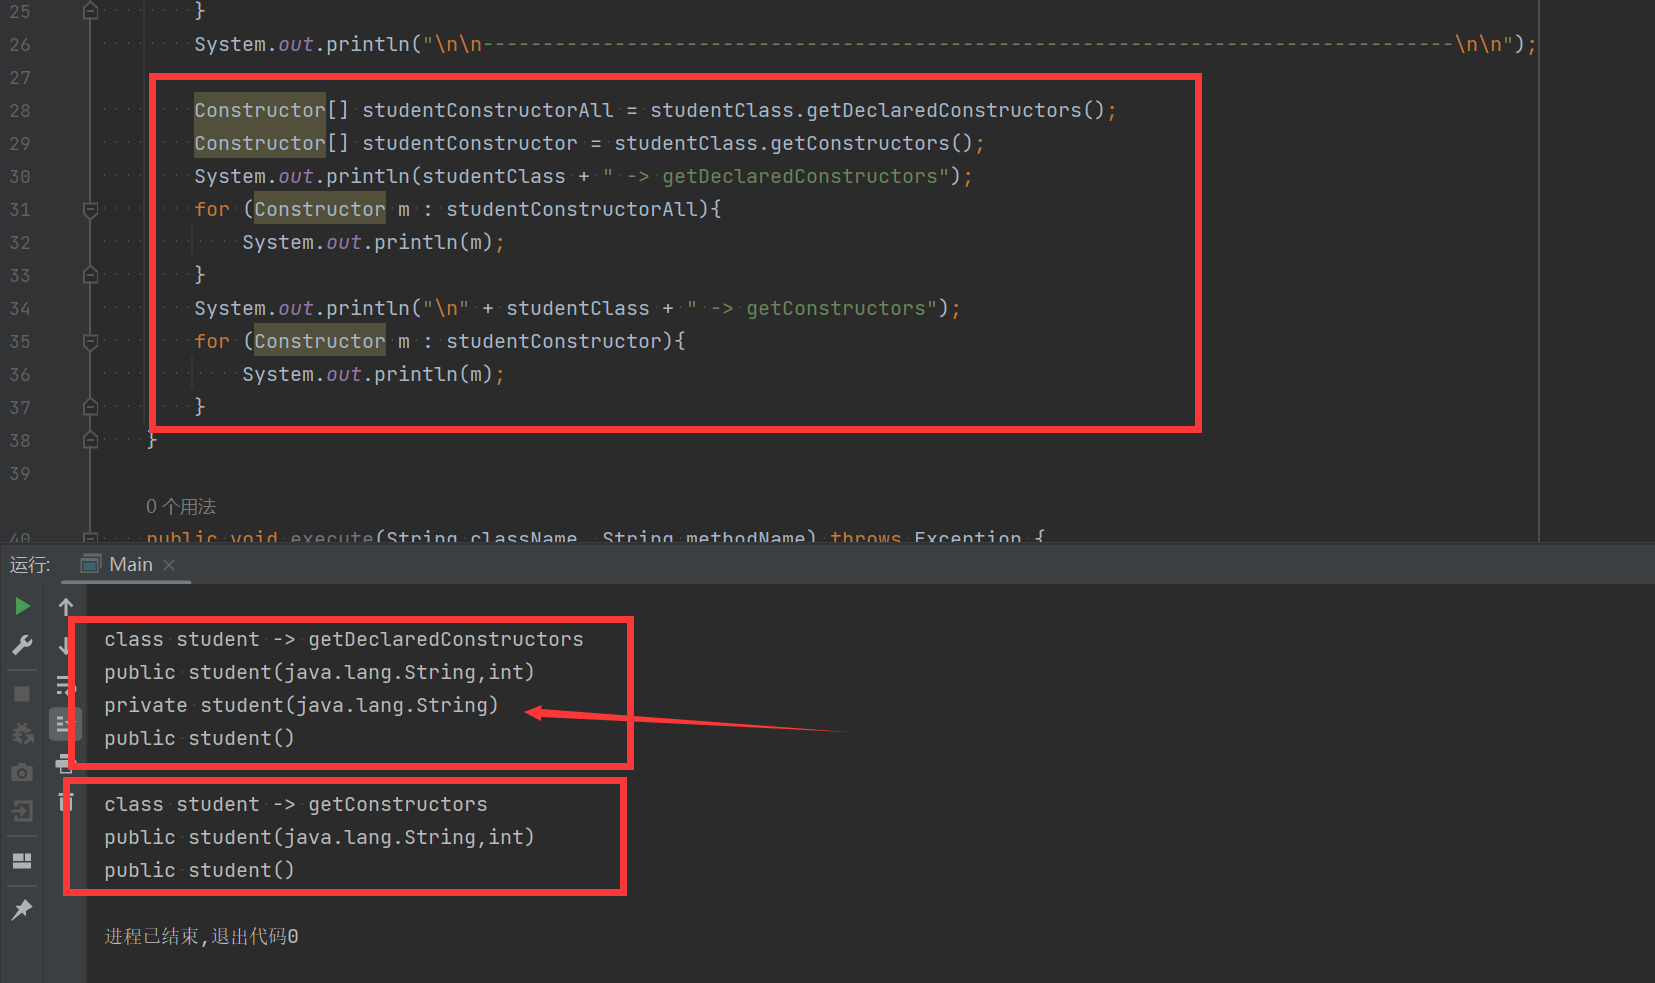 25 }
26 System.out.println("\n\n---------------------------------------------------------------------------------\n\n");
27
28 Constructor[] studentConstructorAll = studentClass.getDeclaredConstructors();
29 Constructor[] studentConstructor = studentClass.getConstructors();
30 System.out.println(studentClass + " -> getDeclaredConstructors");
31 for (Constructor m : studentConstructorAll){
32 System.out.println(m);
33 }
34 System.out.println("\n" + studentClass + " -> getConstructors");
35 for (Constructor m : studentConstructor){
36 System.out.println(m);
37 }
38 }
39
0 个用法
40 public void execute(String className, String methodName) throws Exception {
运行: Main
class student -> getDeclaredConstructors
public student(java.lang.String,int)
private student(java.lang.String)
public student()
class student -> getConstructors
public student(java.lang.String,int)
public student()
进程已结束,退出代码0